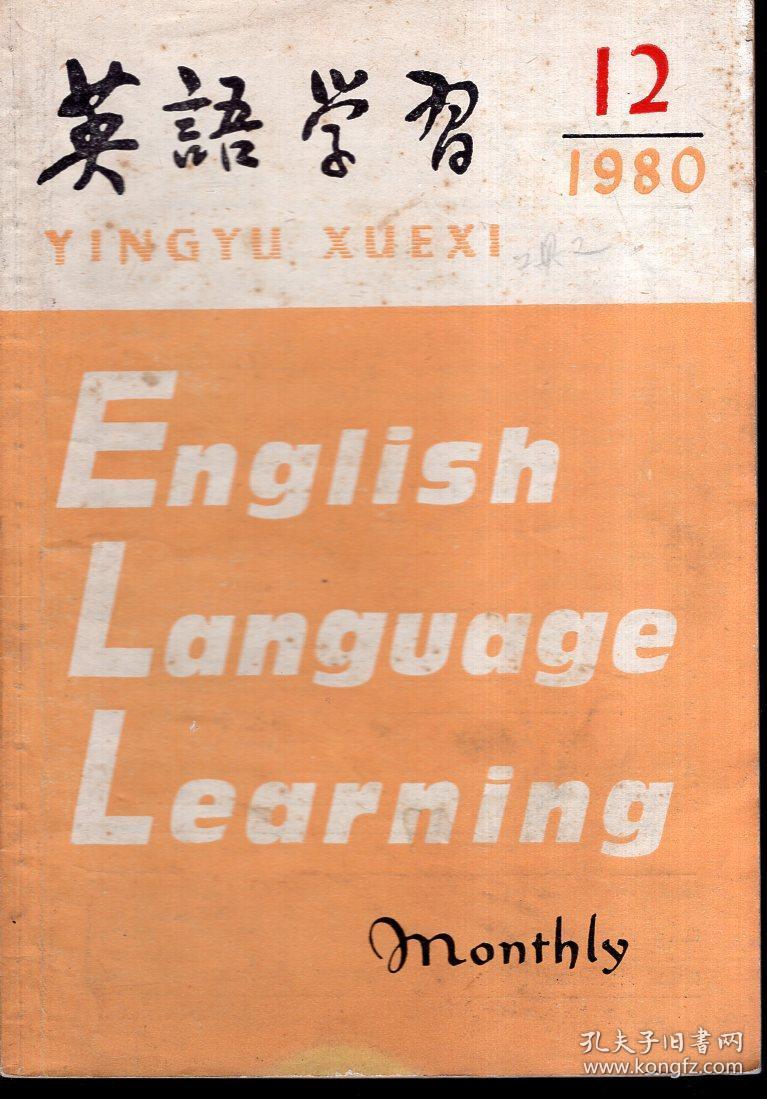 英語学習
12
1980
YINGYU XUEXI
English
Language
Learning
Monthly
孔夫子旧書网
www.kongfz.com